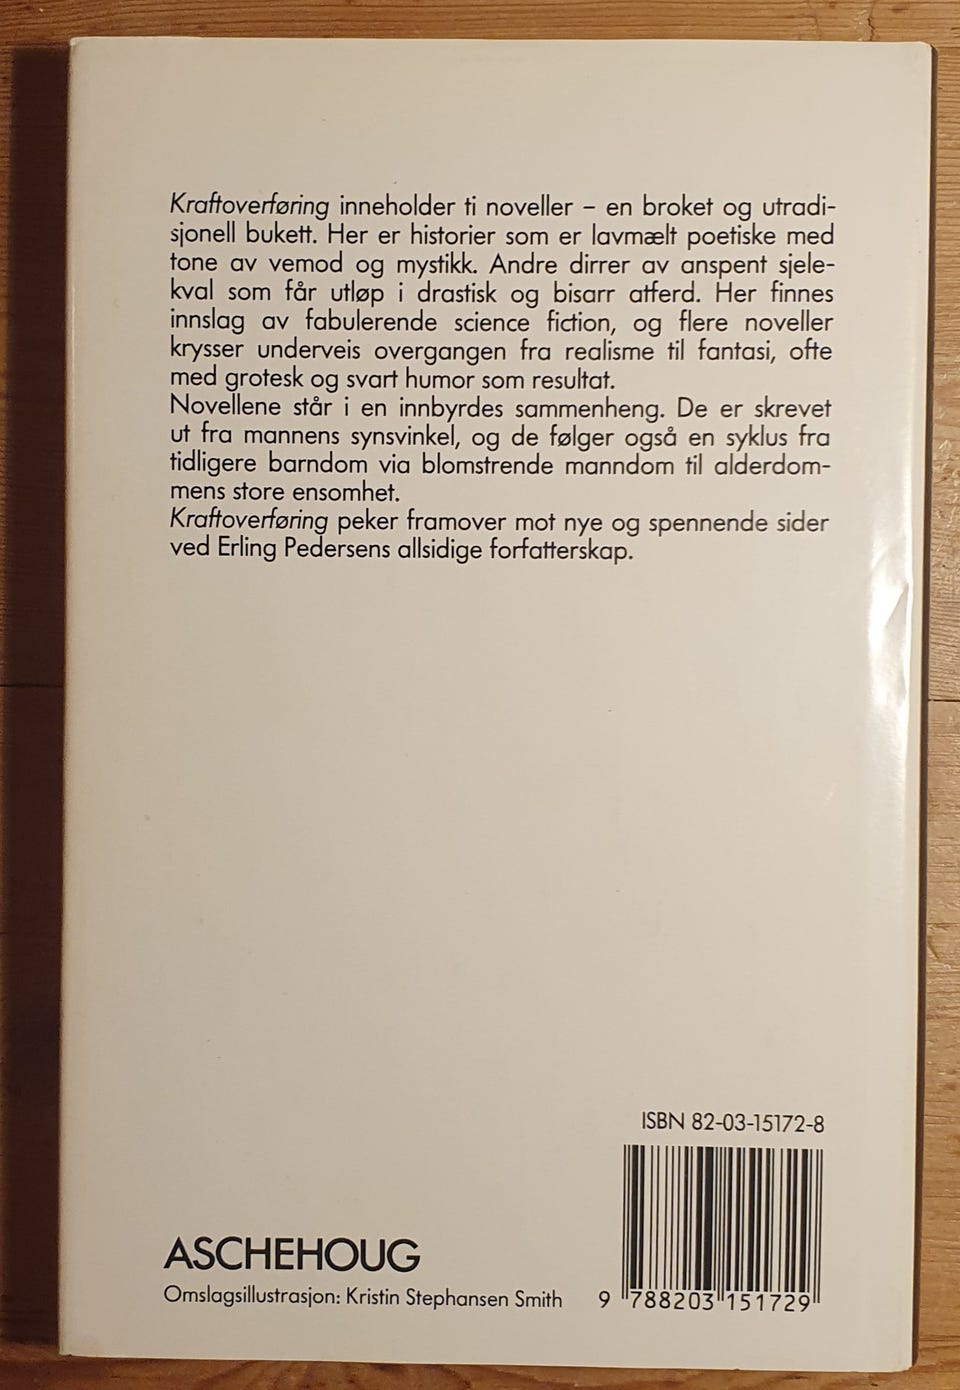 Kraftoverføring inneholder ti noveller – en broket og utradi-
sjonell bukett. Her er historier som er lavmælt poetiske med
tone av vemod og mystikk. Andre dirrer av anspent sjele-
kval som får utløp i drastisk og bisarr atferd. Her finnes
innslag av fabulerende science fiction, og flere noveller
krysser underveis overgangen fra realisme til fantasi, ofte
med grotesk og svart humor som resultat.
Novellene står i en innbyrdes sammenheng. De er skrevet
ut fra mannens synsvinkel, og de følger også en syklus fra
tidligere barndom via blomstrende manndom til alderdom-
mens store ensomhet.
Kraftoverføring peker framover mot nye og spennende sider
ved Erling Pedersens allsidige forfatterskap.
ISBN 82-03-15172-8
ASCHEHOUG
Omslagsillustrasjon: Kristin Stephansen Smith
9 788203 151729